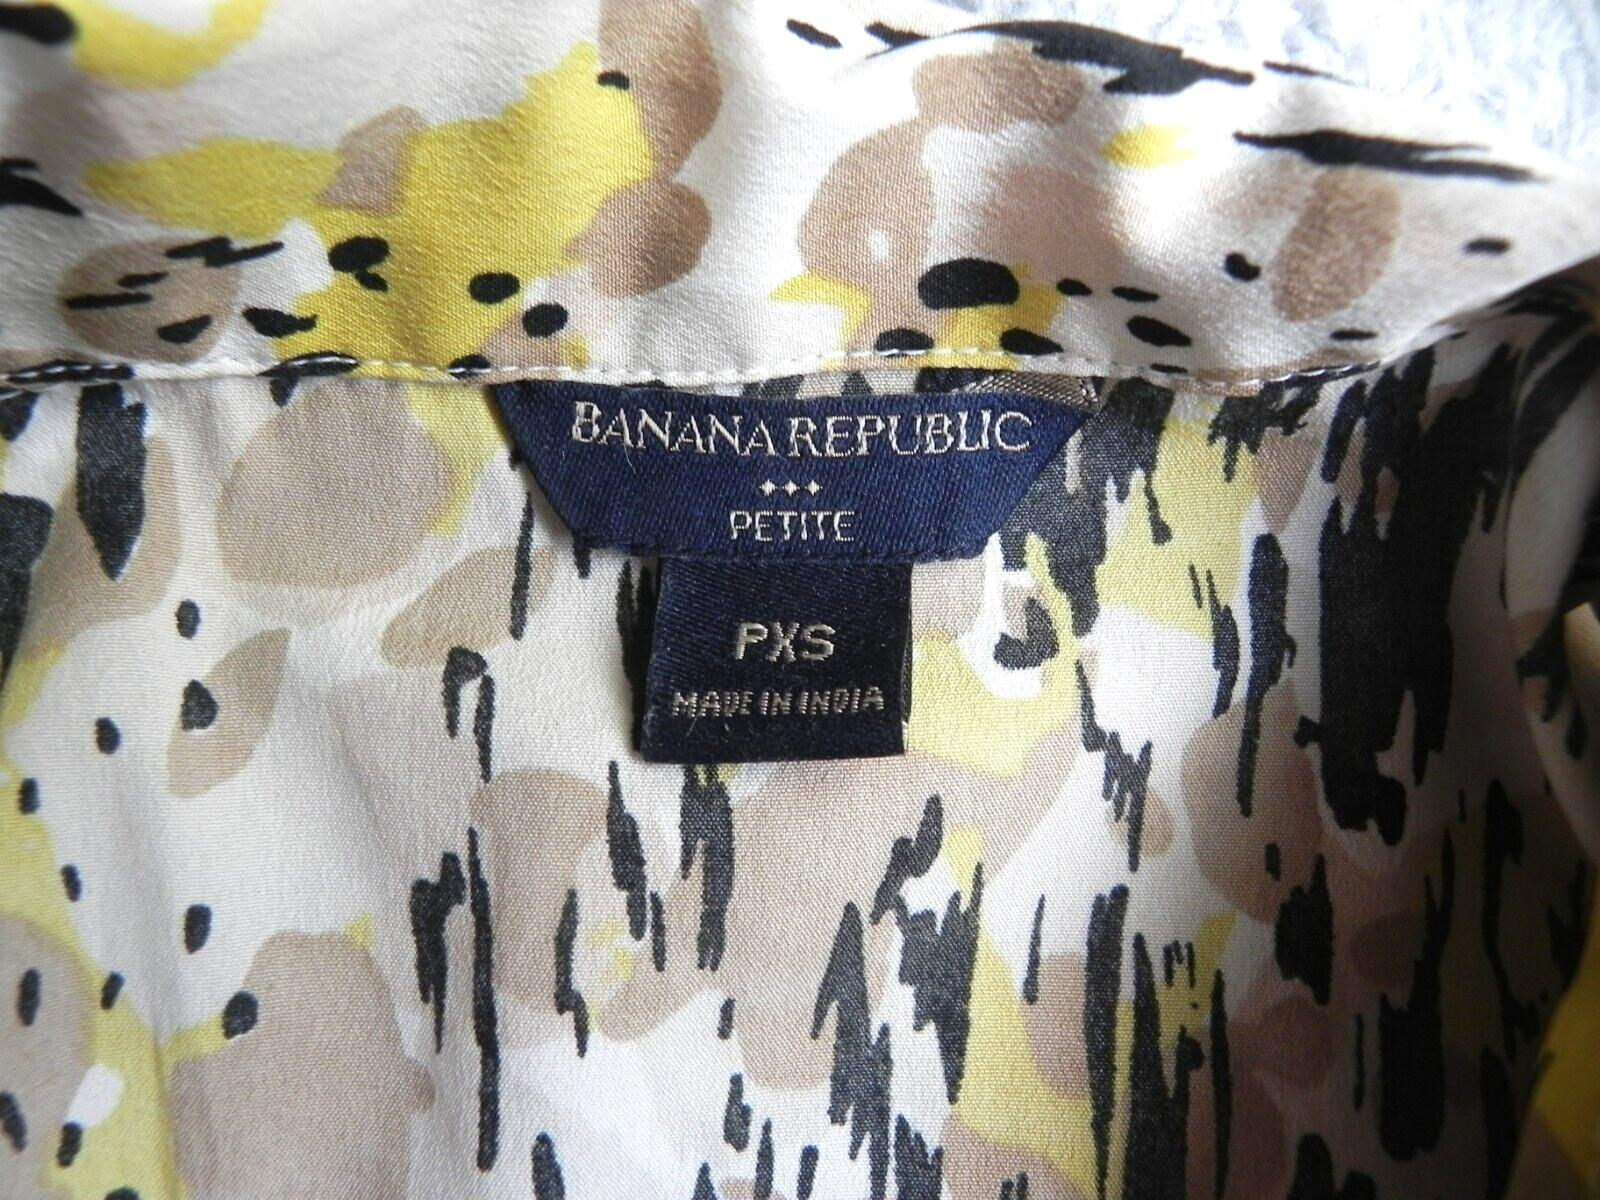 BANANA REPUBLIC
PETITE
PXS
MADE IN INDIA